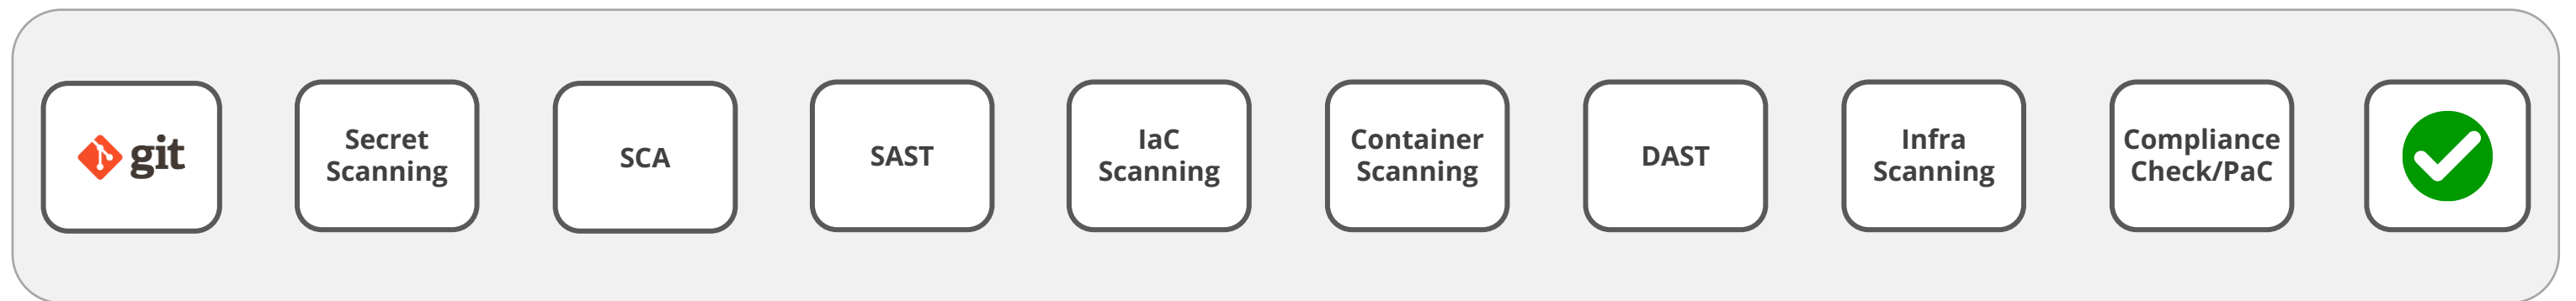 git
Secret
Scanning
SCA
SAST
IaC
Scanning
Container
Scanning
DAST
Infra
Scanning
Compliance
Check/PaC